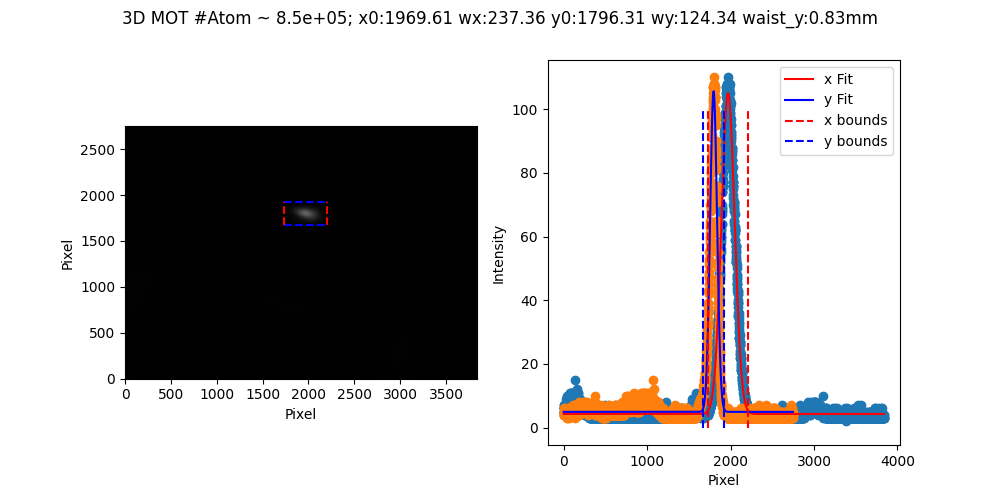 3D MOT #Atom ~ 8.5e+05; x0:1969.61 wx:237.36 y0:1796.31 wy:124.34 waist_y:0.83mm
2500
2000
1500
1000
500
0
Pixel
0 500 1000 1500 2000 2500 3000 3500
Pixel
100
80
60
40
20
0
Intensity
0 1000 2000 3000 4000
Pixel
x Fit
y Fit
x bounds
y bounds